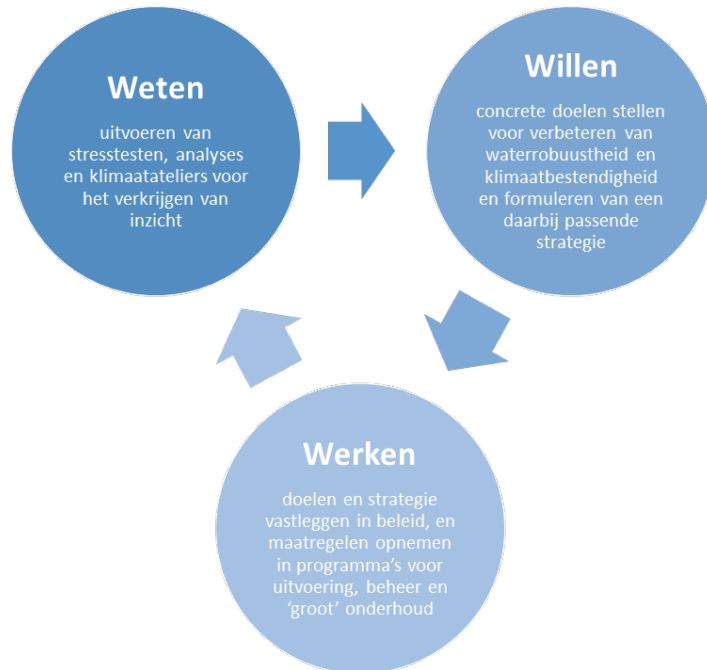 Weten
uitvoeren van
stresstesten, analyses
en klimaatateliers voor
het verkrijgen van
inzicht
Willen
concrete doelen stellen
voor verbeteren van
waterrobuustheid en
klimaatbestendigheid
en formuleren van een
daarbij passende
strategie
Werken
doelen en strategie
vastleggen in beleid, en
maatregelen opnemen
in programma's voor
uitvoering, beheer en
‘groot’ onderhoud